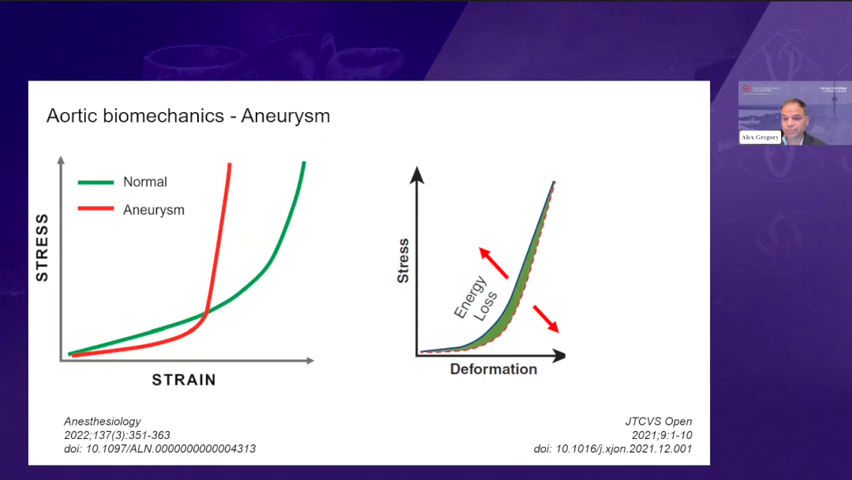 Aortic biomechanics - Aneurysm
Normal
Aneurysm
STRESS
STRAIN
Stress
Energy
Loss
Deformation
Anesthesiology
2022;137(3):351-363
doi: 10.1097/ALN.0000000000004313
JTCVS Open
2021;9:1-10
doi: 10.1016/j.xjon.2021.12.001
Alex Gregory